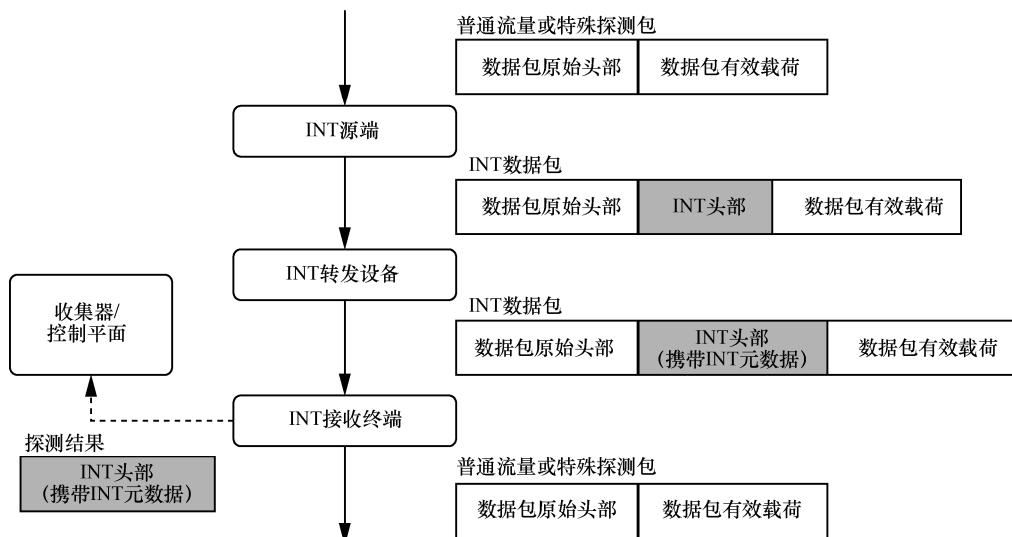 普通流量或特殊探测包
数据包原始头部 数据包有效载荷
INT源端
INT数据包
数据包原始头部 INT头部 数据包有效载荷
INT转发设备
收集器/
控制平面
INT数据包
数据包原始头部 INT头部 数据包有效载荷
(携带INT元数据)
INT接收终端
探测结果
INT头部
(携带INT元数据)
普通流量或特殊探测包
数据包原始头部 数据包有效载荷